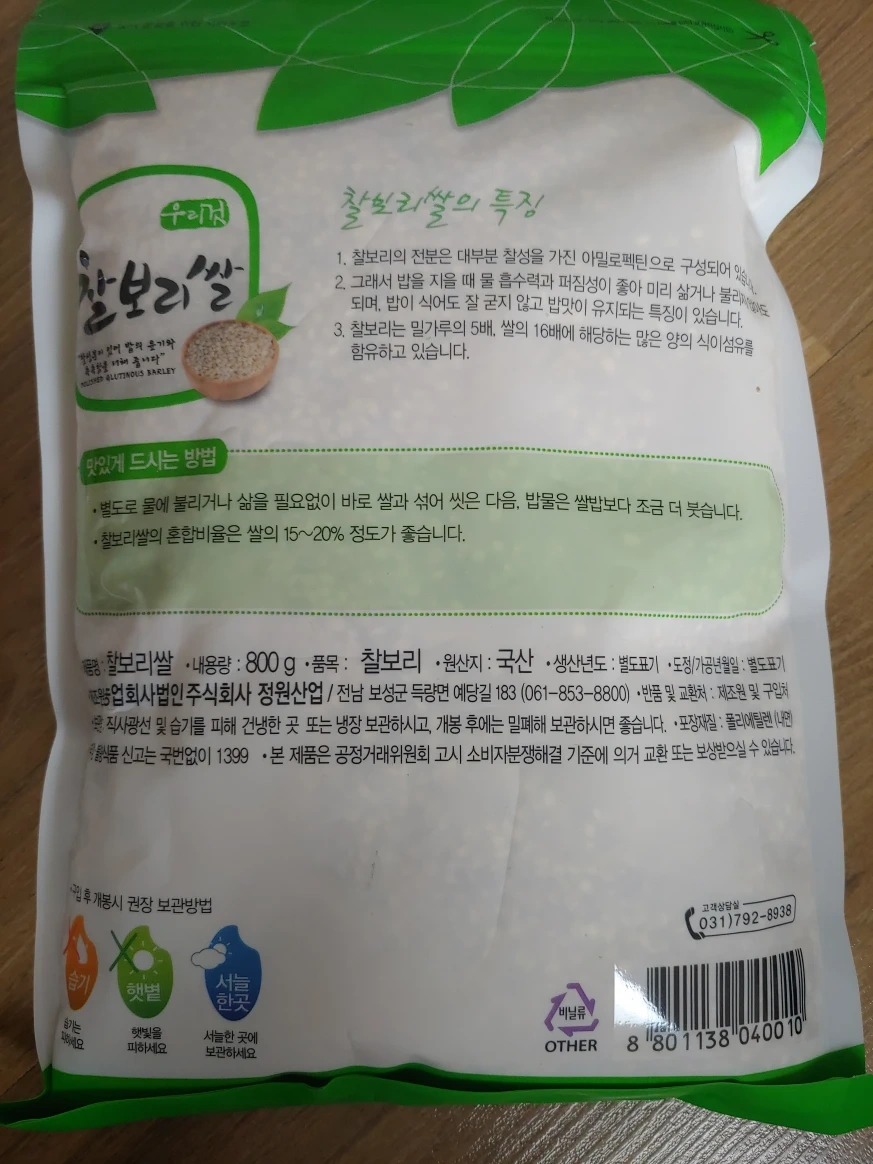 우리것
찰보리쌀
POLISHED GLUTINOUS BARLEY
찰보리쌀의 특징
1. 찰보리의 전분은 대부분 찰성을 가진 아밀로펙틴으로 구성되어
2. 그래서 밥을 지을 때 물 흡수력과 퍼짐성이 좋아 미리 삶거나
되며, 밥이 식어도 잘 굳지 않고 밥맛이 유지되는 특징이 있습니다.
3. 찰보리는 밀가루의 5배, 쌀의 16배에 해당하는 많은 양의 식이섬유를
함유하고 있습니다.
맛있게 드시는 방법
• 별도로 물에 불리거나 삶을 필요없이 바로 쌀과 섞어 씻은 다음, 밥물은 쌀밥보다 조금 더 붓습니다.
• 찰보리쌀의 혼합비율은 쌀의 15~20% 정도가 좋습니다.
: 찰보리쌀 •내용량 : 800 g •품목 : 찰보리 •원산지 : 국산 •생산년도 : 별도표기 •도정/가공년월일 : 별도표기
업회사법인주식회사 정원산업 / 전남 보성군 득량면 예당길 183 (061-853-8800) •반품 및 교환처 : 제조원 및 구입처
직사광선 및 습기를 피해 건냉한 곳 또는 냉장 보관하시고, 개봉 후에는 밀폐해 보관하시면 좋습니다. •포장재질 : 폴리에틸렌 (내면)
식품 신고는 국번없이 1399 •본 제품은 공정거래위원회 고시 소비자분쟁해결 기준에 의거 교환 또는 보상받으실 수 있습니다.
후 개봉시 권장 보관방법
습기
햇볕
서늘
한곳
햇빛을
피하세요
서늘한 곳에
보관하세요
고객상담실
031)792-8938
비닐류
OTHER
8 801138 040010